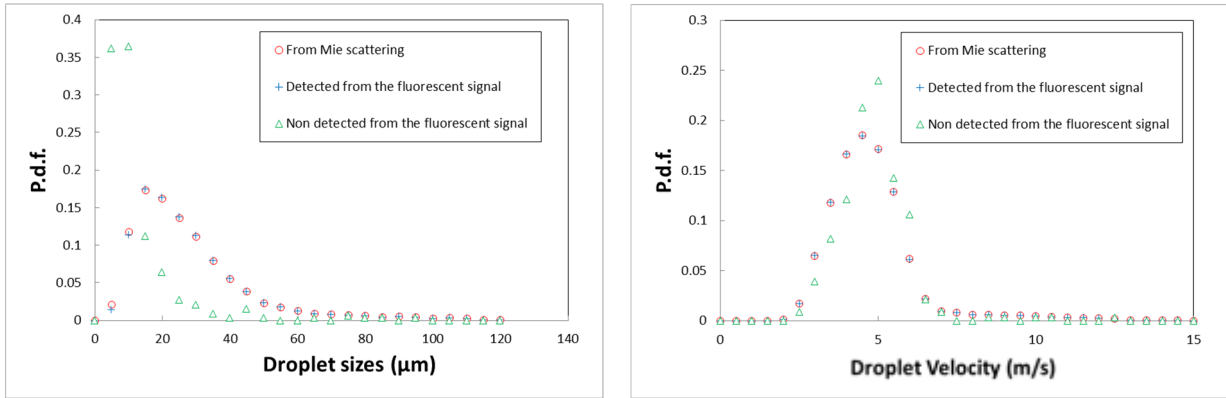 0.4
0.35
0.3
0.25
0.2
0.15
0.1
0.05
0
P.d.f.
From Mie scattering
Detected from the fluorescent signal
Non detected from the fluorescent signal
0 20 40 60 80 100 120 140
Droplet sizes (µm)
0.3
0.25
0.2
0.15
0.1
0.05
0
P.d.f.
From Mie scattering
Detected from the fluorescent signal
Non detected from the fluorescent signal
0 5 10 15
Droplet Velocity (m/s)